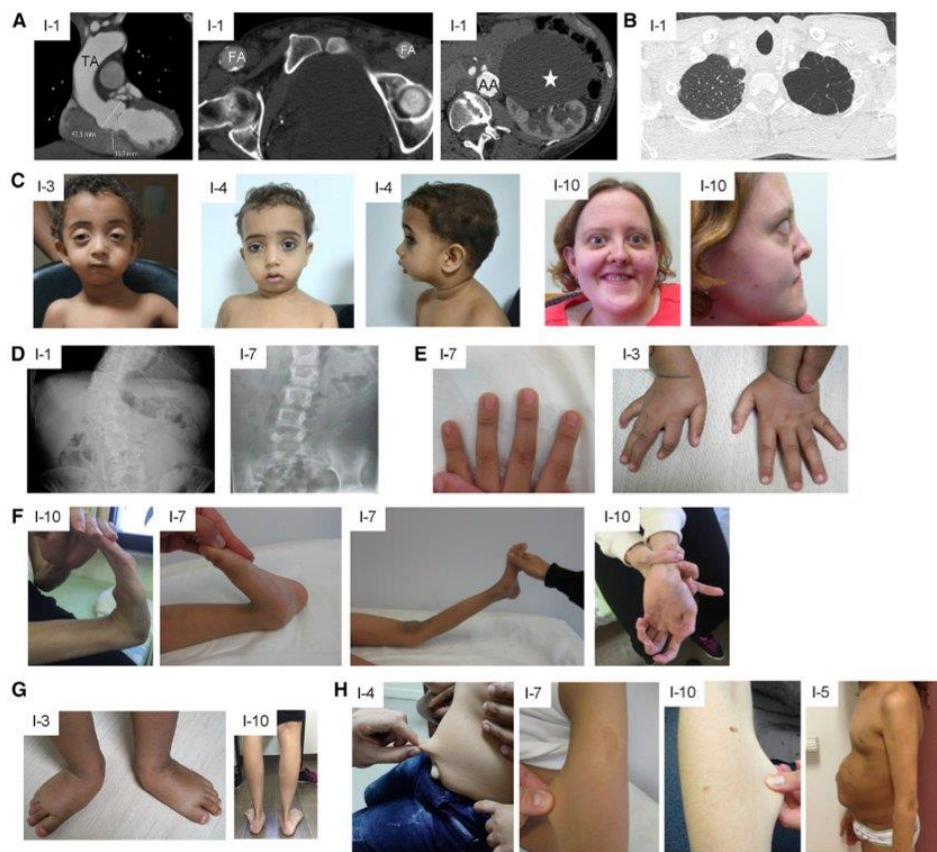 A I-1 I-1 I-1 B I-1
TA FA FA AA
C I-3 I-4 I-4 I-10 I-10
D I-1 I-7 E I-7 I-3
F I-10 I-7 I-7 I-10
G I-3 I-10 H I-4 I-7 I-10 I-5